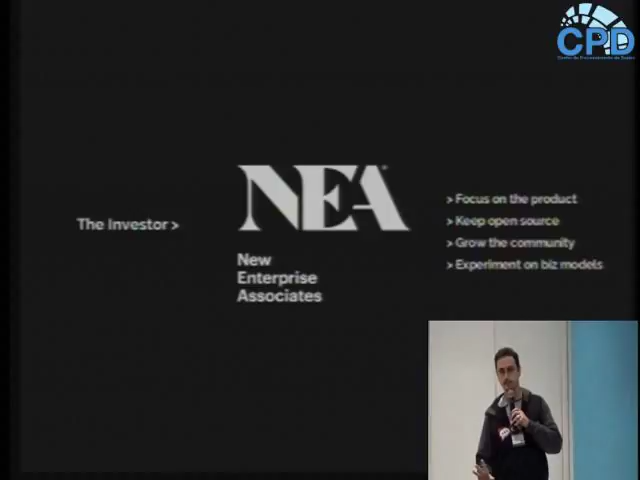 CPD
The Investor >
NEA
New
Enterprise
Associates
> Focus on the product
> Keep open source
> Grow the community
> Experiment on biz models